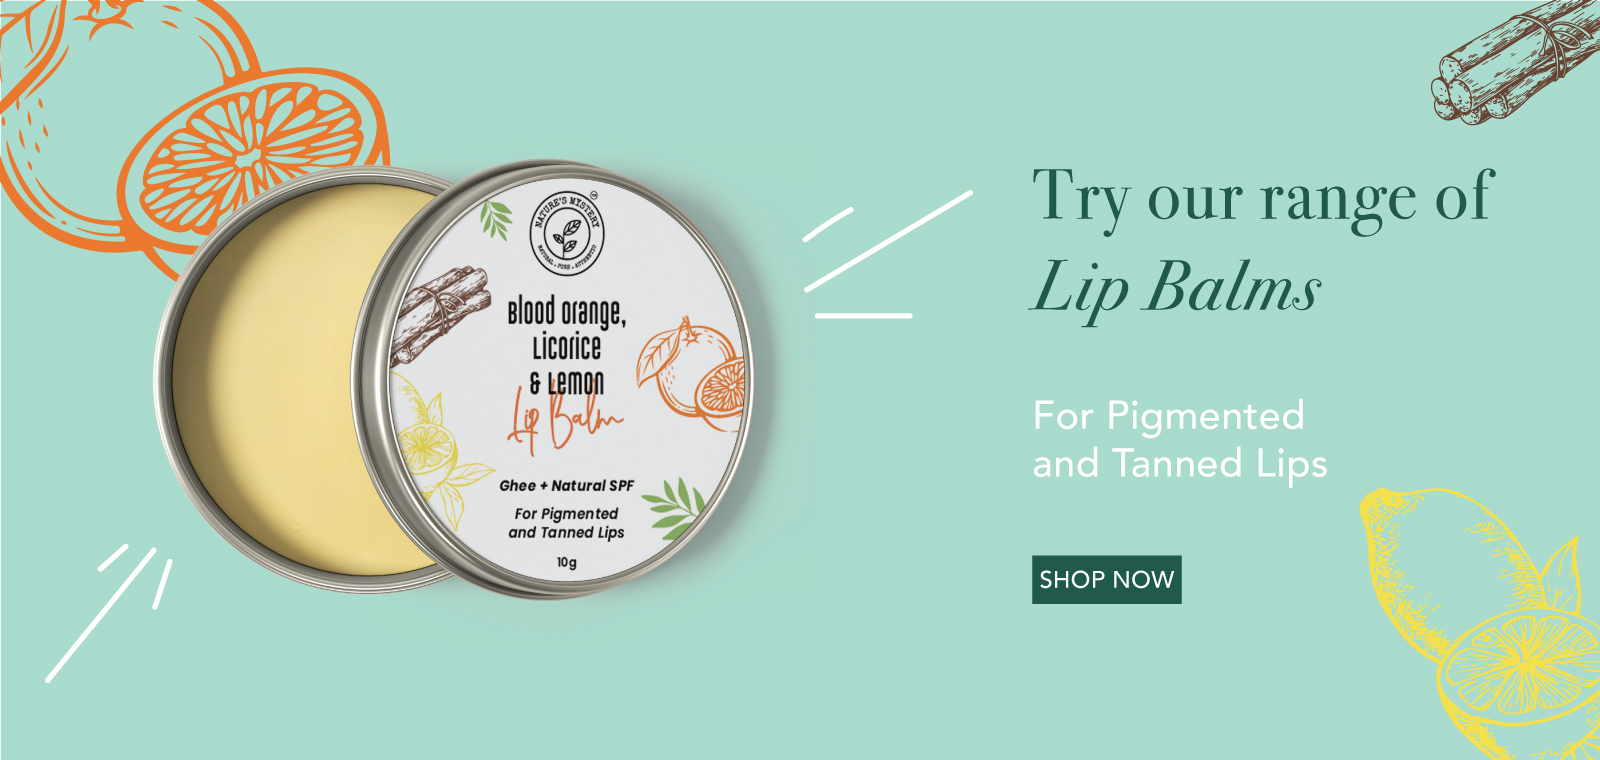 NATURE'S MYSTERY
NATURAL • PURE • AUTHENTIC
Blood Orange,
Licorice
& Lemon
Lip Balm
Ghee + Natural SPF
For Pigmented
and Tanned Lips
10g
Try our range of
Lip Balms
For Pigmented
and Tanned Lips
SHOP NOW